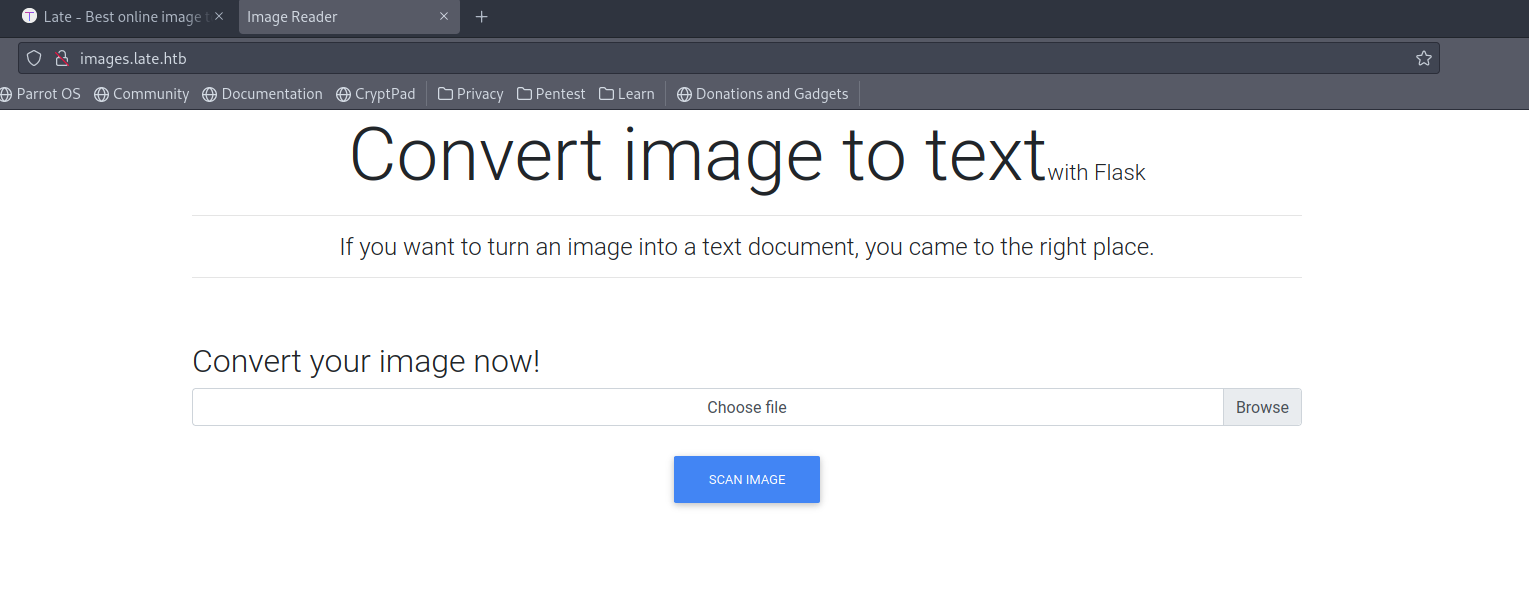 Late - Best online image t
Image Reader
images.late.htb
Parrot OS Community Documentation CryptPad Privacy Pentest Learn Donations and Gadgets
Convert image to text with Flask
If you want to turn an image into a text document, you came to the right place.
Convert your image now!
Choose file Browse
SCAN IMAGE